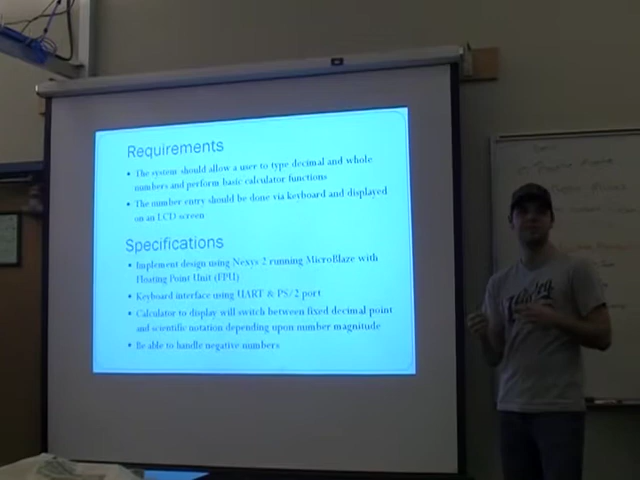 Requirements
• The system should allow a user to type decimal and whole
numbers and perform basic calculator functions
• The number entry should be done via keyboard and displayed
on an LCD screen
Specifications
• Implement design using Nexys 2 running MicroBlaze with
Floating Point Unit (FPU)
• Keyboard interface using UART & PS/2 port
• Calculator to display will switch between fixed decimal point
and scientific notation depending upon number magnitude
• Be able to handle negative numbers